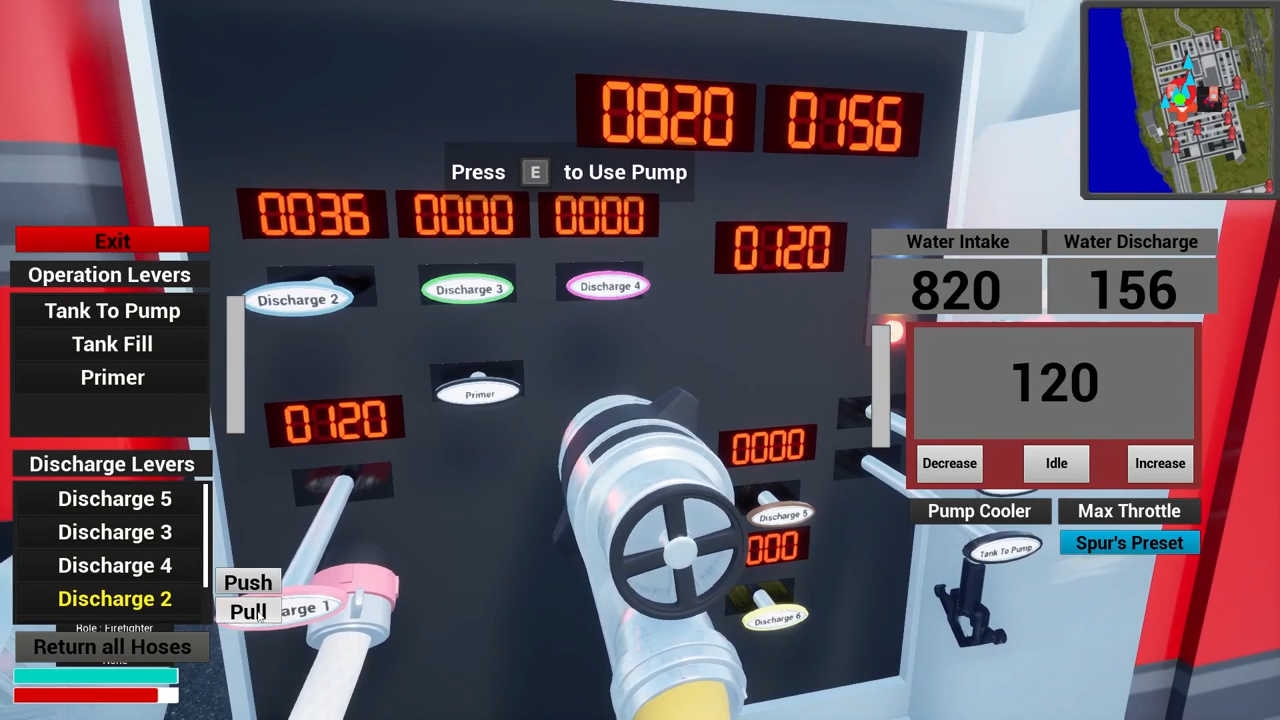 0820
0156
Press E to Use Pump
0036
0000
0000
0120
Exit
Operation Levers
Tank To Pump
Tank Fill
Primer
Discharge 2
Discharge 3
Discharge 4
Water Intake
Water Discharge
820
156
120
Decrease
Idle
Increase
Pump Cooler
Max Throttle
Spur's Preset
Primer
0120
0000
Discharge 5
000
Discharge 6
Tank To Pump
Discharge Levers
Discharge 5
Discharge 3
Discharge 4
Discharge 2
Push
Pull
arge 1
Role : Firefighter
Return all Hoses
None